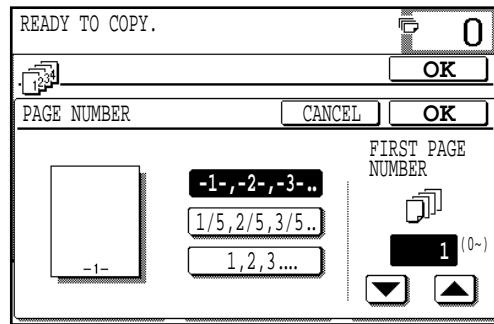 READY TO COPY.
0
1234
OK
PAGE NUMBER
CANCEL
OK
FIRST PAGE
NUMBER
-1-,-2-,-3-..
1/5,2/5,3/5..
1,2,3....
-1-
1
(0~)